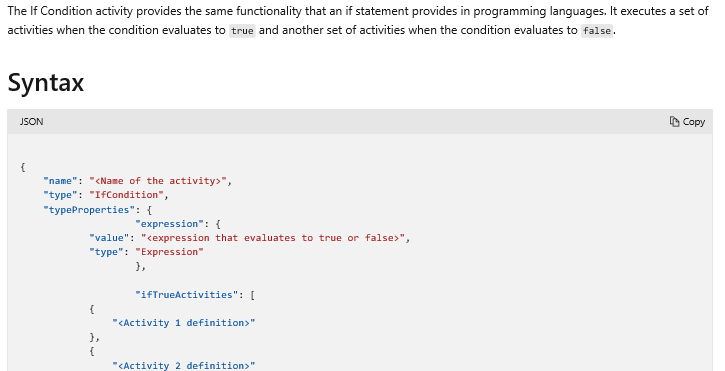 The If Condition activity provides the same functionality that an if statement provides in programming languages. It executes a set of
activities when the condition evaluates to true and another set of activities when the condition evaluates to false.
Syntax
JSON
Copy
{
"name": "<Name of the activity>",
"type": "IfCondition",
"typeProperties": {
"expression": {
"value": "<expression that evaluates to true or false>",
"type": "Expression"
},
"ifTrueActivities": [
{
"<Activity 1 definition>"
},
{
"<Activity 2 definition>"